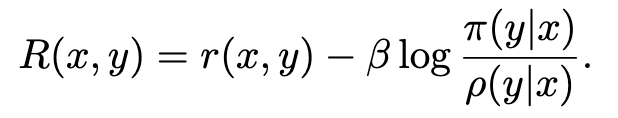 R(x, y) = r(x, y) − β log π(y|x)/ρ(y|x).